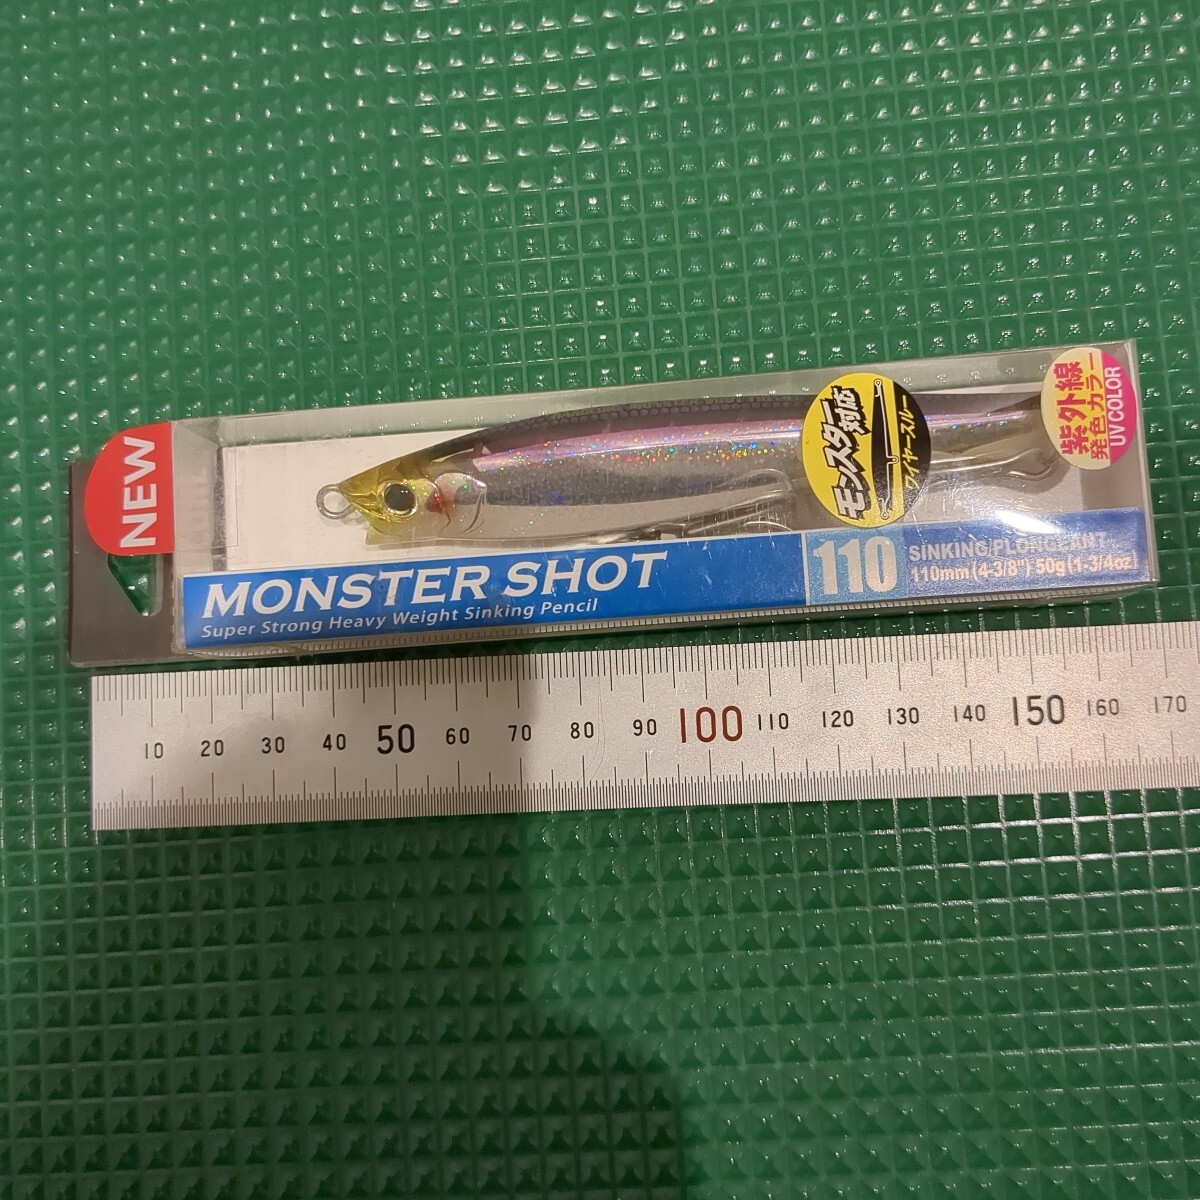 NEW
モンスター
対応
ワイヤースルー
紫外線
発色カラー
UV COLOR
MONSTER SHOT
Super Strong Heavy Weight Sinking Pencil
110
SINKING/PLONGEANT
110mm (4-3/8") 50g (1-3/4oz)
10 20 30 40 50 60 70 80 90 100 110 120 130 140 150 160 170